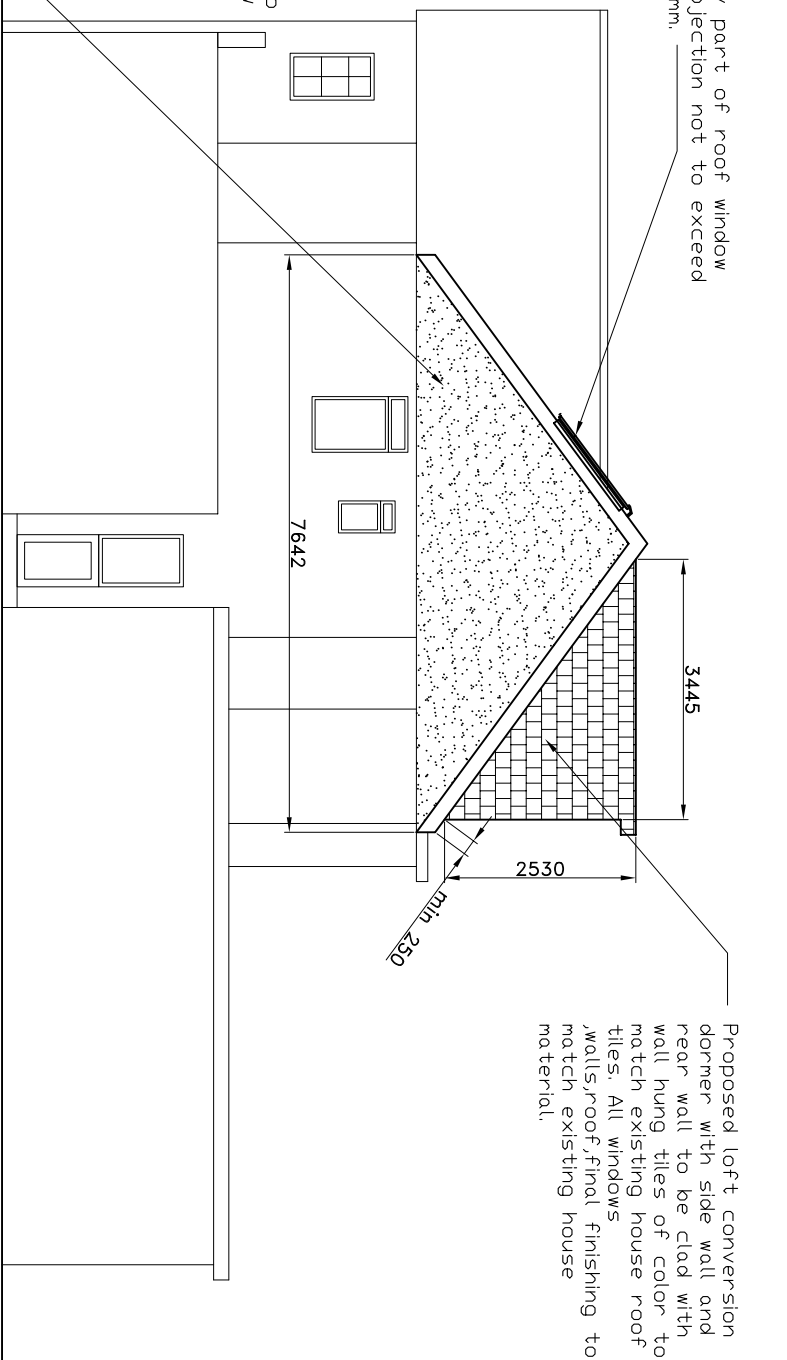 part of roof window
not to exceed
mm.
3445
7642
2530
min 250
Proposed loft conversion
dormer with side wall and
rear wall to be clad with
wall hung tiles of color to
match existing house roof
tiles. All windows
,walls,roof,final finishing to
match existing house
material.